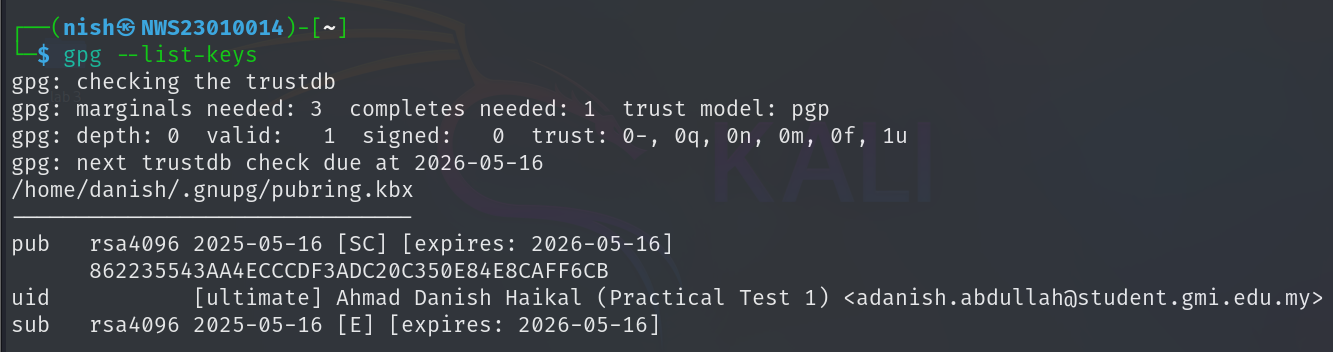 ┌──(nish㉿NWS23010014)-[~]
└─$ gpg --list-keys
gpg: checking the trustdb
gpg: marginals needed: 3  completes needed: 1  trust model: pgp
gpg: depth: 0  valid:   1  signed:   0  trust: 0-, 0q, 0n, 0m, 0f, 1u
gpg: next trustdb check due at 2026-05-16
/home/danish/.gnupg/pubring.kbx
-------------------------------
pub   rsa4096 2025-05-16 [SC] [expires: 2026-05-16]
      862235543AA4ECCCDF3ADC20C350E84E8CAFF6CB
uid           [ultimate] Ahmad Danish Haikal (Practical Test 1) <adanish.abdullah@student.gmi.edu.my>
sub   rsa4096 2025-05-16 [E] [expires: 2026-05-16]
KALI